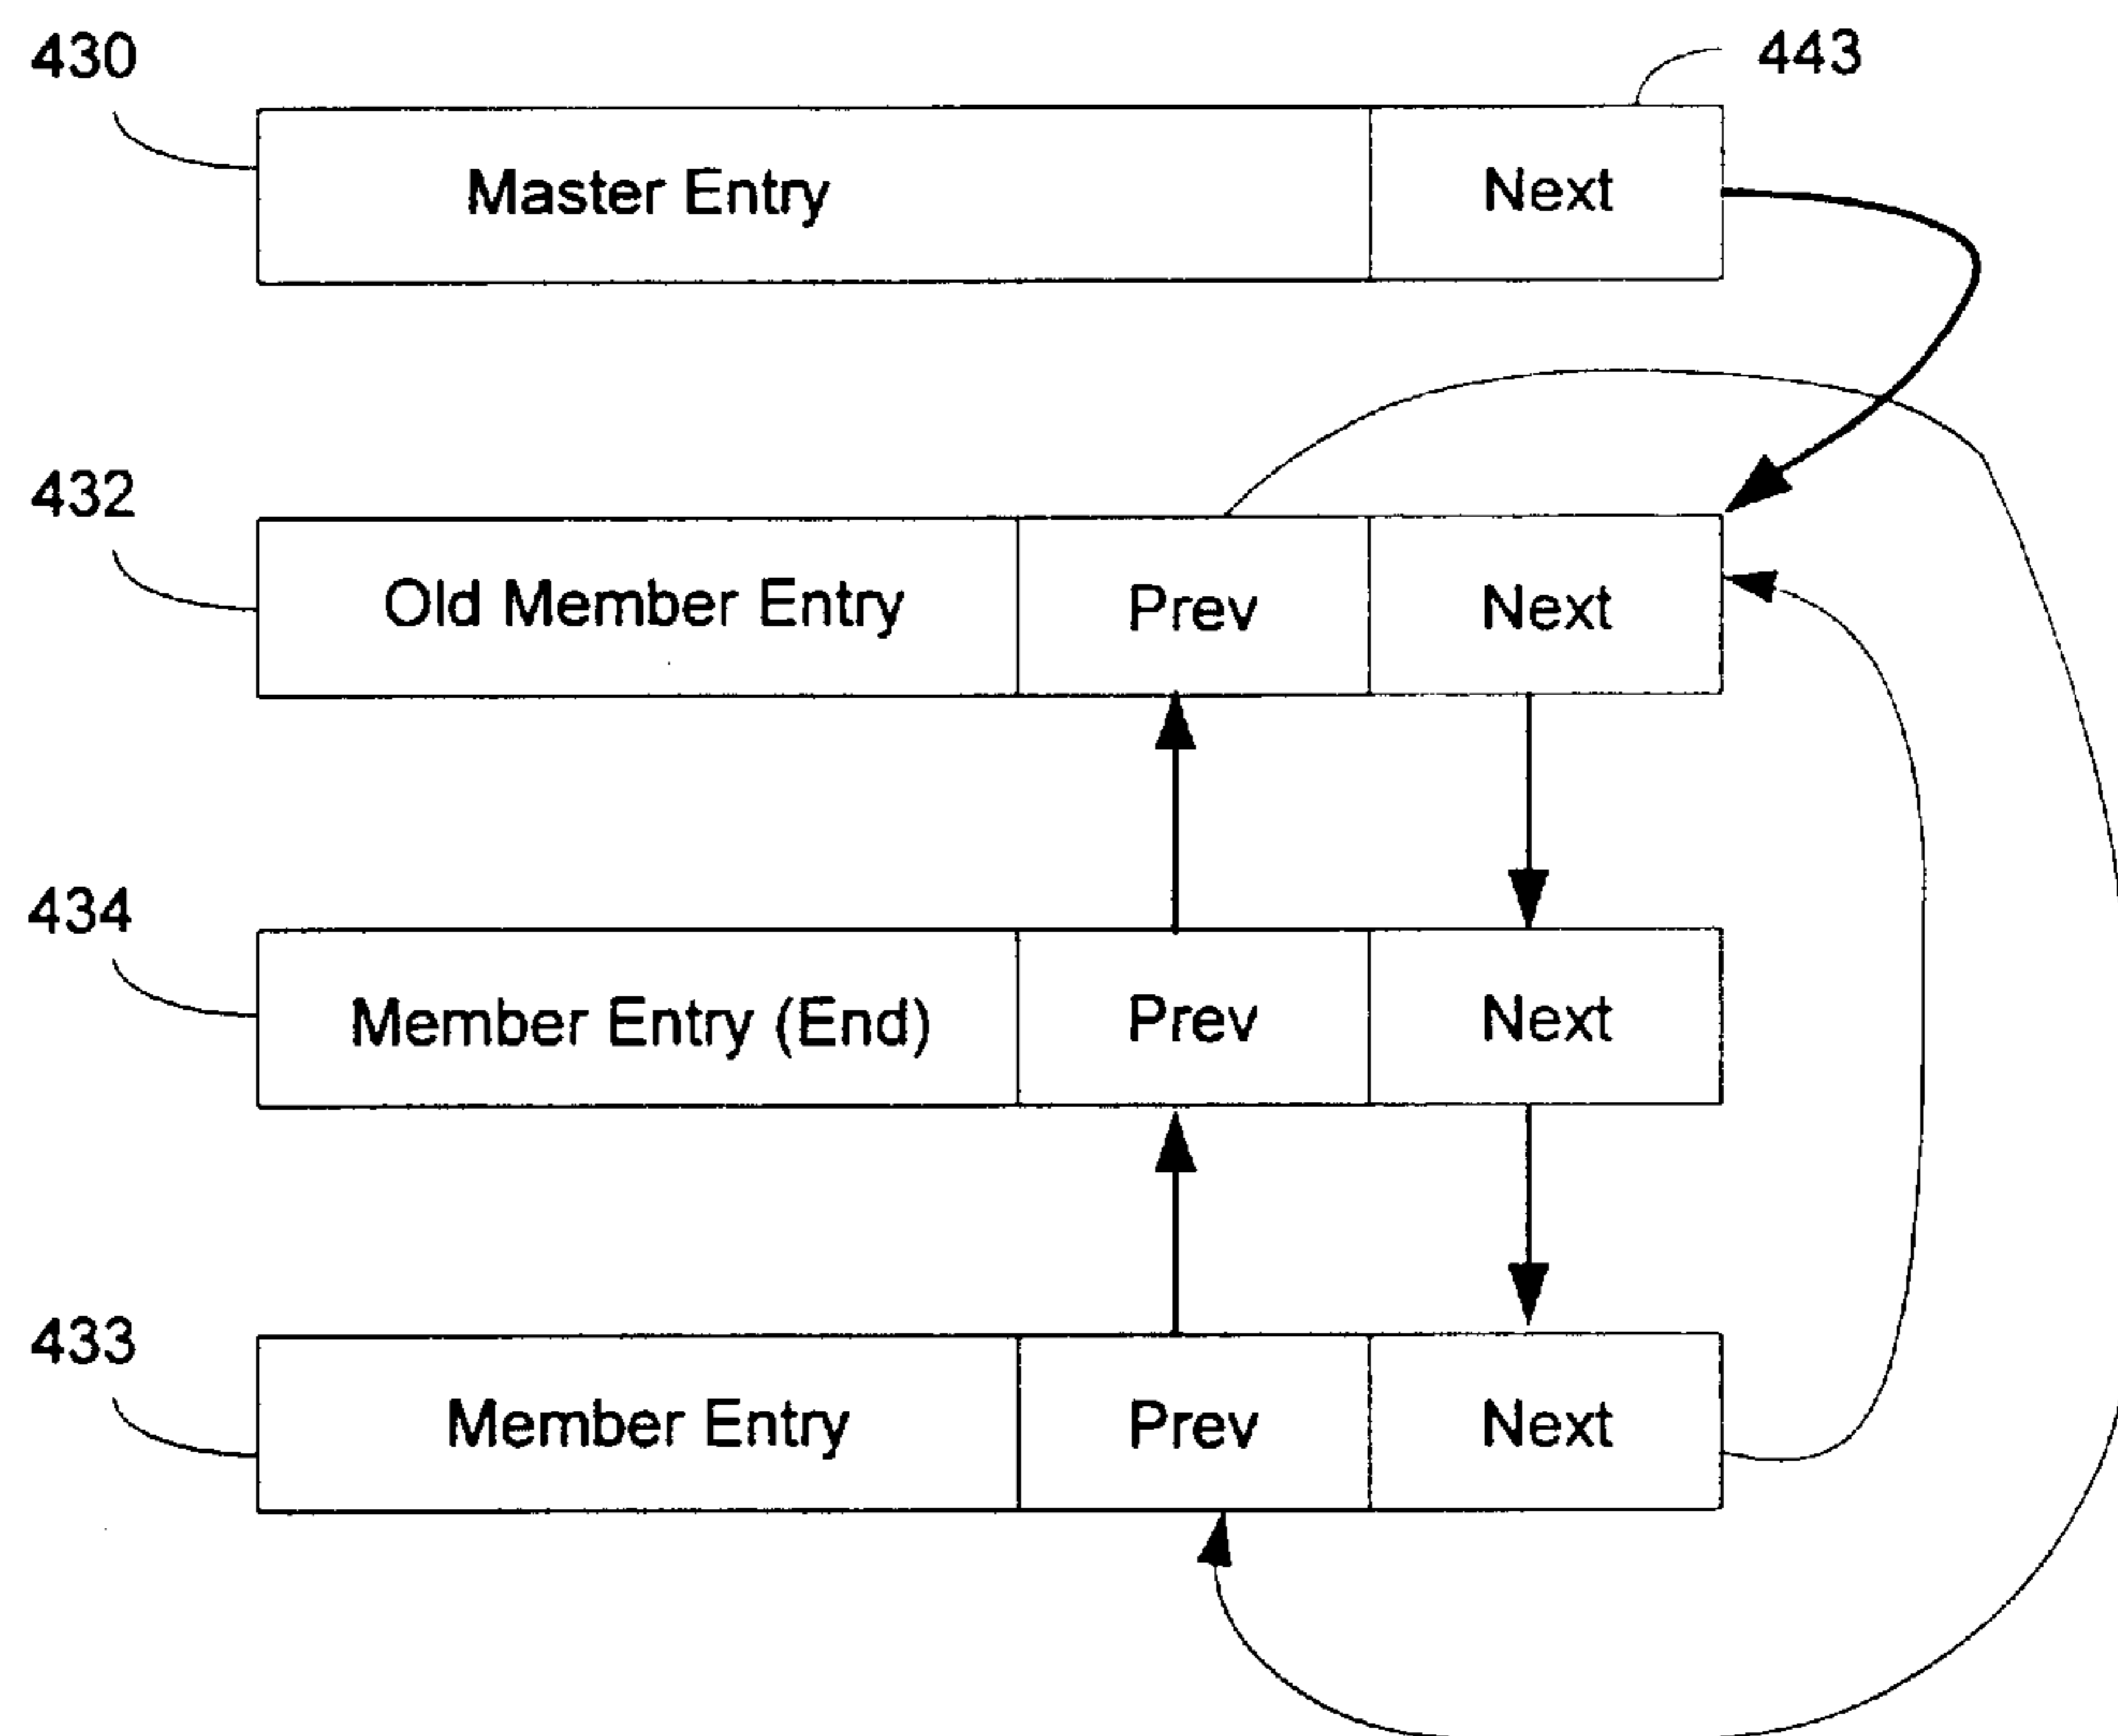 430
443
Master Entry
Next
432
Old Member Entry
Prev
Next
434
Member Entry (End)
Prev
Next
433
Member Entry
Prev
Next